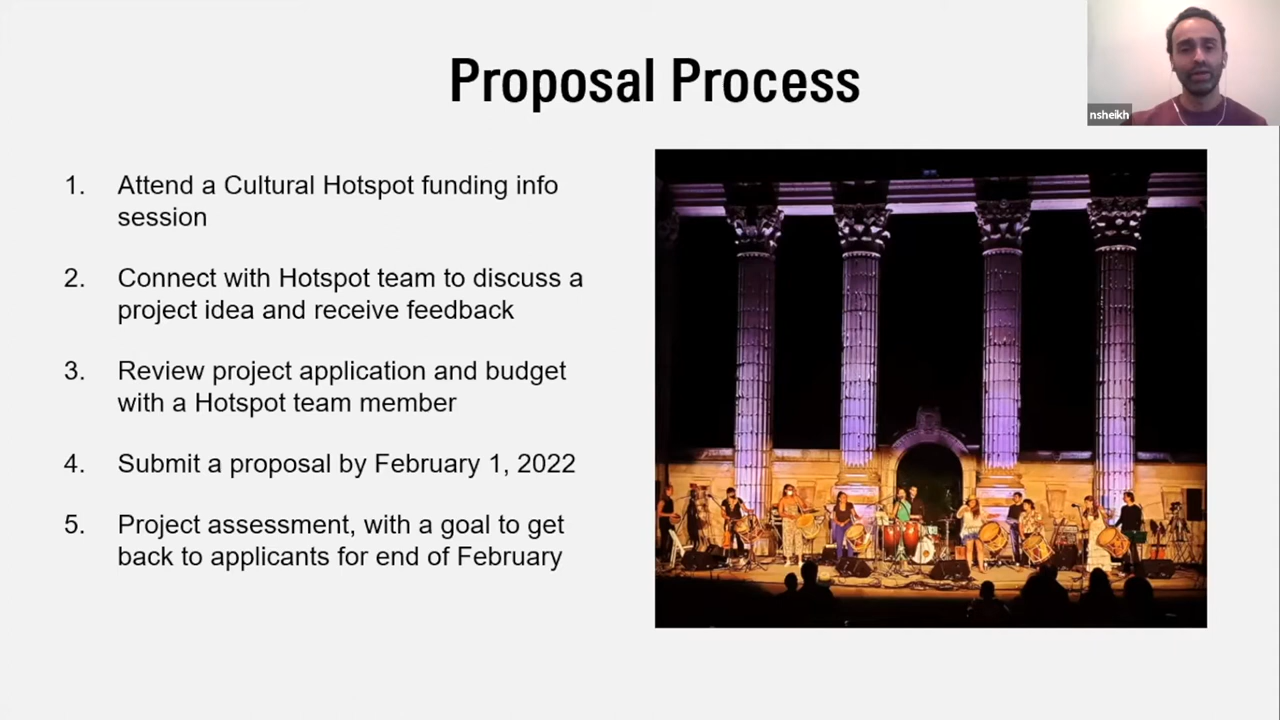 Proposal Process
nsheikh
1. Attend a Cultural Hotspot funding info
session
2. Connect with Hotspot team to discuss a
project idea and receive feedback
3. Review project application and budget
with a Hotspot team member
4. Submit a proposal by February 1, 2022
5. Project assessment, with a goal to get
back to applicants for end of February